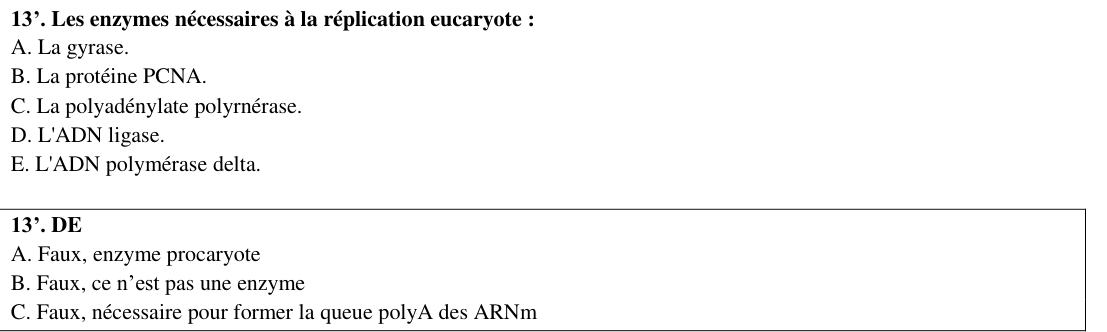 13’. Les enzymes nécessaires à la réplication eucaryote :
A. La gyrase.
B. La protéine PCNA.
C. La polyadénylate polyrnérase.
D. L'ADN ligase.
E. L'ADN polymérase delta.
13’. DE
A. Faux, enzyme procaryote
B. Faux, ce n’est pas une enzyme
C. Faux, nécessaire pour former la queue polyA des ARNm